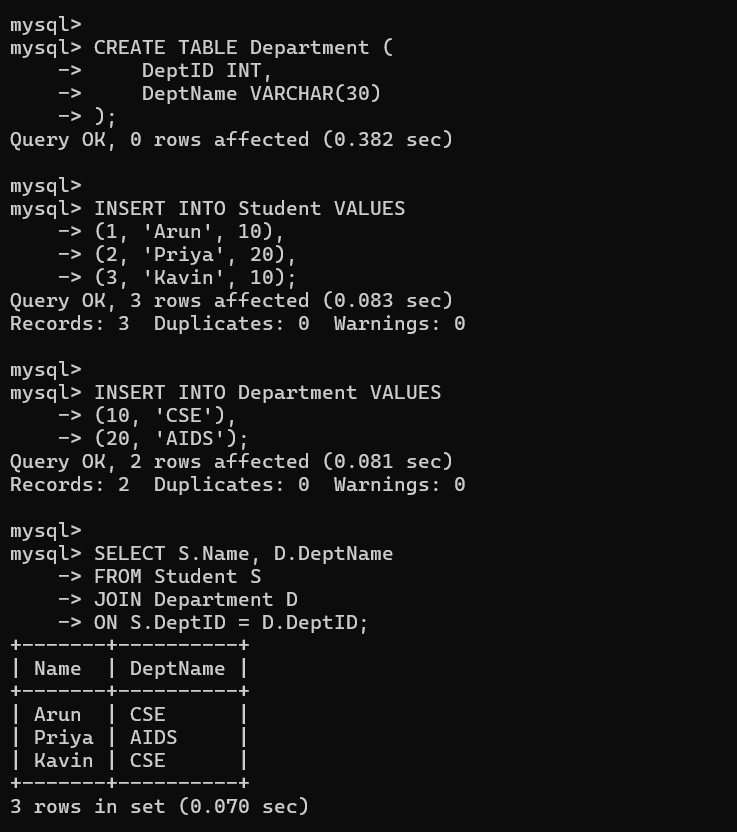 mysql>
mysql> CREATE TABLE Department (
    ->     DeptID INT,
    ->     DeptName VARCHAR(30)
    -> );
Query OK, 0 rows affected (0.382 sec)

mysql>
mysql> INSERT INTO Student VALUES
    -> (1, 'Arun', 10),
    -> (2, 'Priya', 20),
    -> (3, 'Kavin', 10);
Query OK, 3 rows affected (0.083 sec)
Records: 3  Duplicates: 0  Warnings: 0

mysql>
mysql> INSERT INTO Department VALUES
    -> (10, 'CSE'),
    -> (20, 'AIDS');
Query OK, 2 rows affected (0.081 sec)
Records: 2  Duplicates: 0  Warnings: 0

mysql>
mysql> SELECT S.Name, D.DeptName
    -> FROM Student S
    -> JOIN Department D
    -> ON S.DeptID = D.DeptID;
+-------+----------+
| Name  | DeptName |
+-------+----------+
| Arun  | CSE      |
| Priya | AIDS     |
| Kavin | CSE      |
+-------+----------+
3 rows in set (0.070 sec)